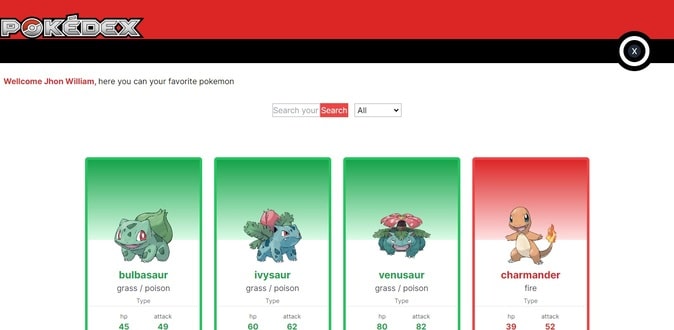 POKÉDEX
X
Wellcome Jhon William, here you can your favorite pokemon
Search your Search All
bulbasaur ivysaur venusaur charmander
grass / poison grass / poison grass / poison fire
Type Type Type Type
hp attack hp attack hp attack hp attack
45 49 60 62 80 82 39 52